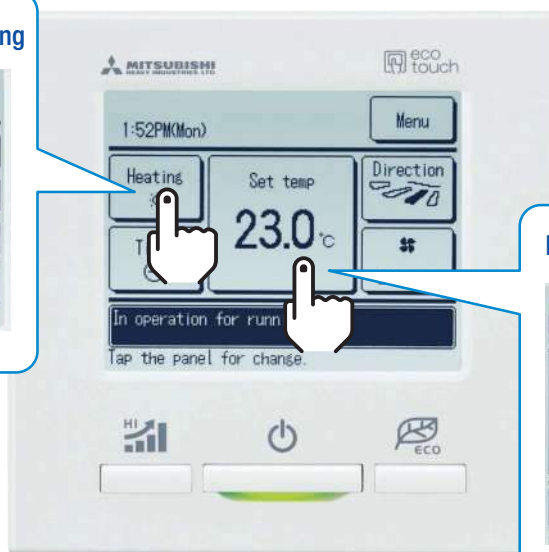 ng
MITSUBISHI
HEAVY INDUSTRIES, LTD.
eco
touch
1:52PM(Mon)
Menu
Heating
Set temp
Direction
23.0 °C
T
In operation for runn
Tap the panel for change.
HI
ECO